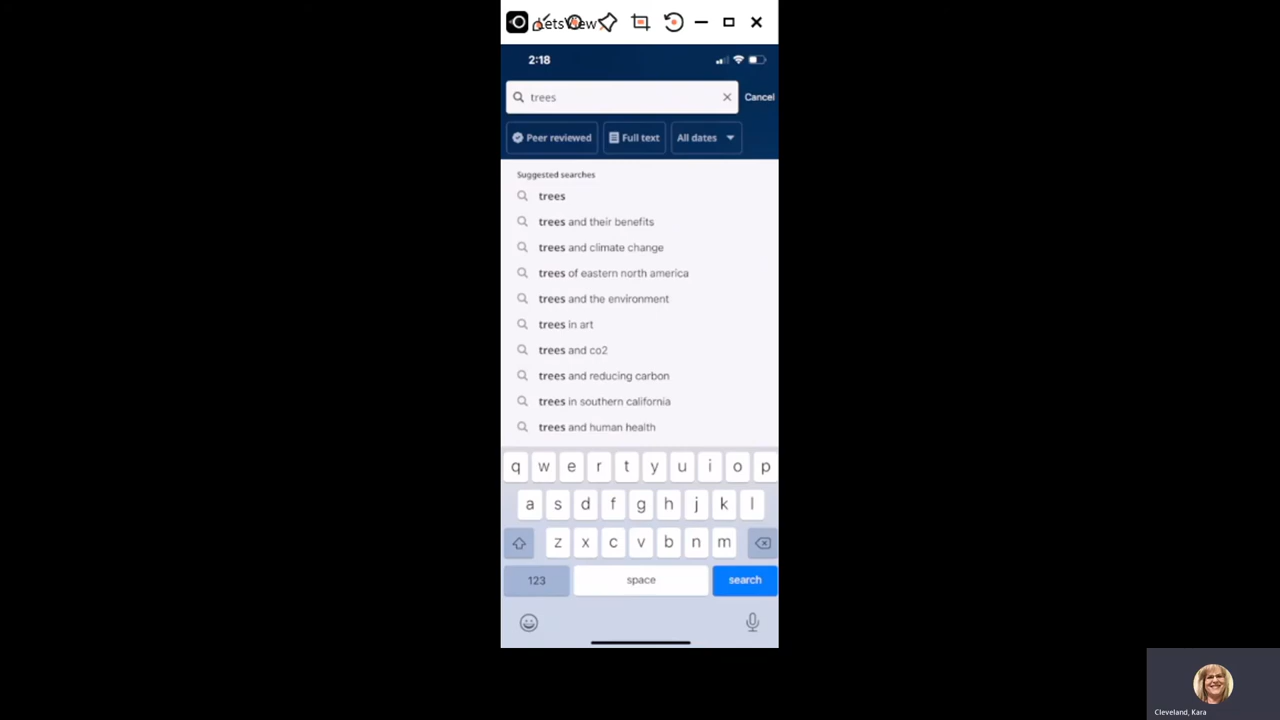 LetsView
2:18
trees
Cancel
Peer reviewed
Full text
All dates
Suggested searches
trees
trees and their benefits
trees and climate change
trees of eastern north america
trees and the environment
trees in art
trees and co2
trees and reducing carbon
trees in southern california
trees and human health
q w e r t y u i o p
a s d f g h j k l
z x c v b n m
123
space
search
Cleveland, Kara